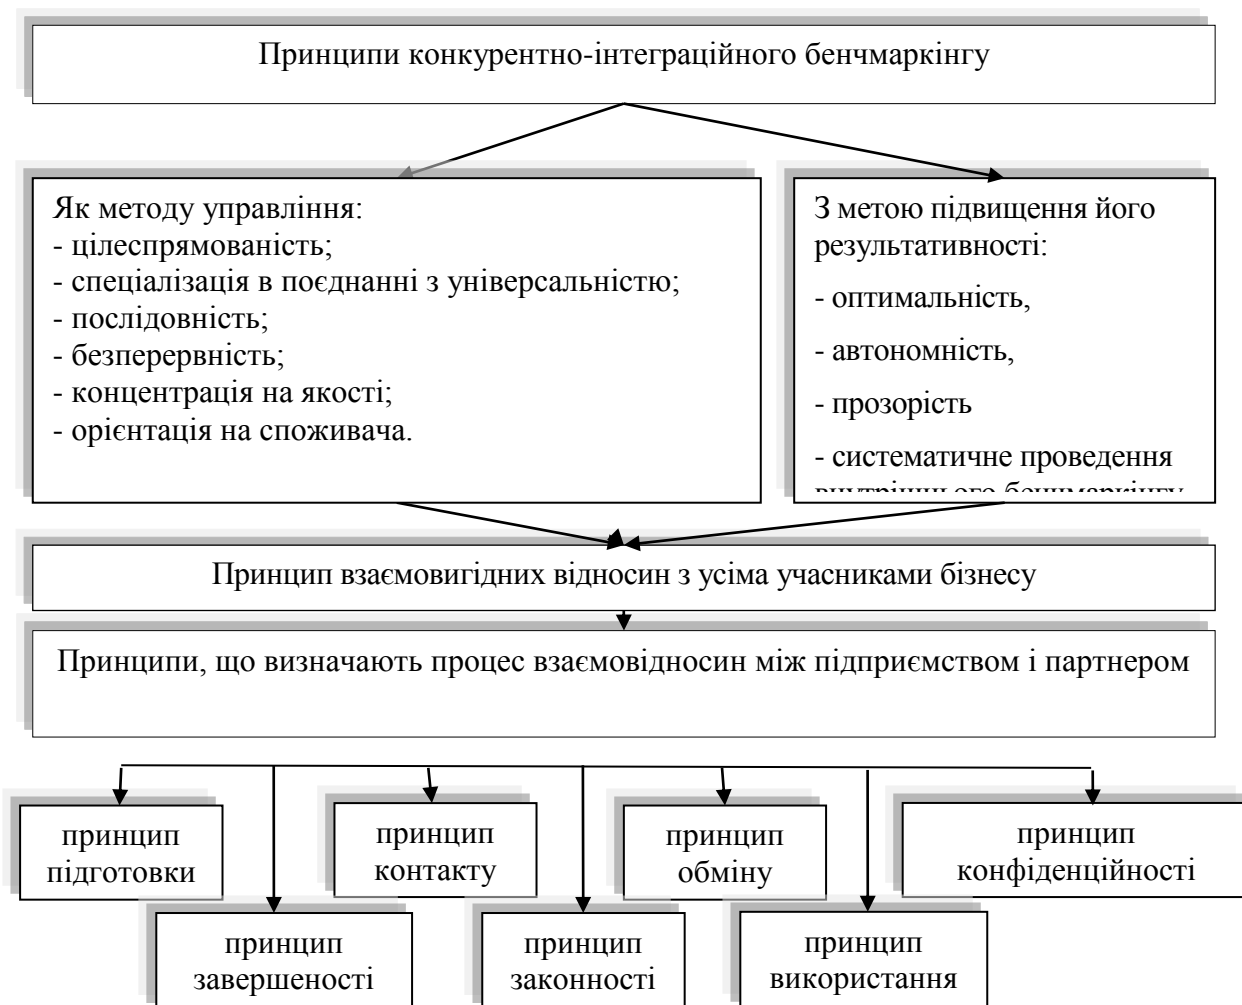 Принципи конкурентно-інтеграційного бенчмаркінгу
Як методу управління:
- цілеспрямованість;
- спеціалізація в поєднанні з універсальністю;
- послідовність;
- безперервність;
- концентрація на якості;
- орієнтація на споживача.
З метою підвищення його
результативності:
- оптимальність,
- автономність,
- прозорість
- систематичне проведення
внутрішнього бенчмаркінгу
Принцип взаємовигідних відносин з усіма учасниками бізнесу
Принципи, що визначають процес взаємовідносин між підприємством і партнером
принцип
підготовки
принцип
контакту
принцип
обміну
принцип
конфіденційності
принцип
завершеності
принцип
законності
принцип
використання